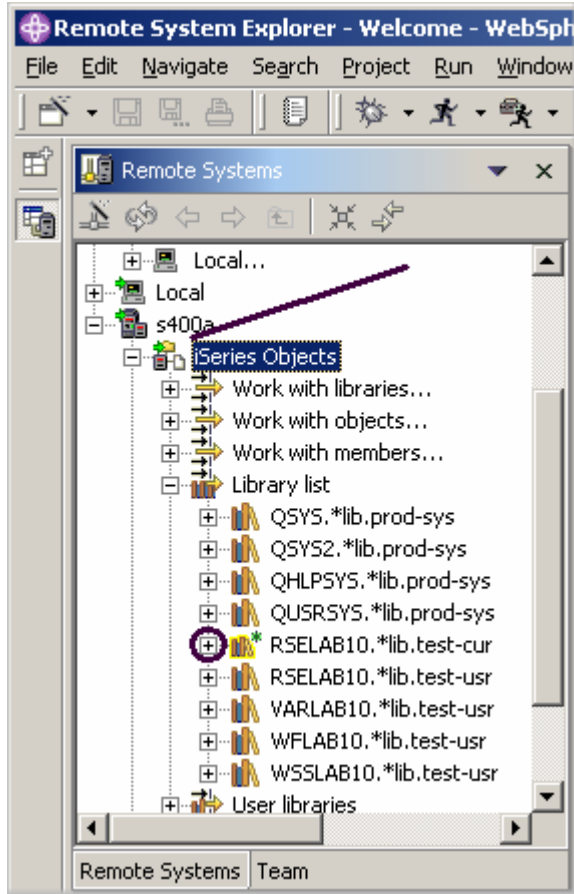 Remote System Explorer - Welcome - WebSph
File Edit Navigate Search Project Run Window
Remote Systems
Local...
Local
s400a
iSeries Objects
Work with libraries...
Work with objects...
Work with members...
Library list
QSYS.*lib.prod-sys
QSYS2.*lib.prod-sys
QHLPSYS.*lib.prod-sys
QUSRSYS.*lib.prod-sys
RSELAB10.*lib.test-cur
RSELAB10.*lib.test-usr
VARLAB10.*lib.test-usr
WFLAB10.*lib.test-usr
WSSLAB10.*lib.test-usr
User libraries
Remote Systems Team